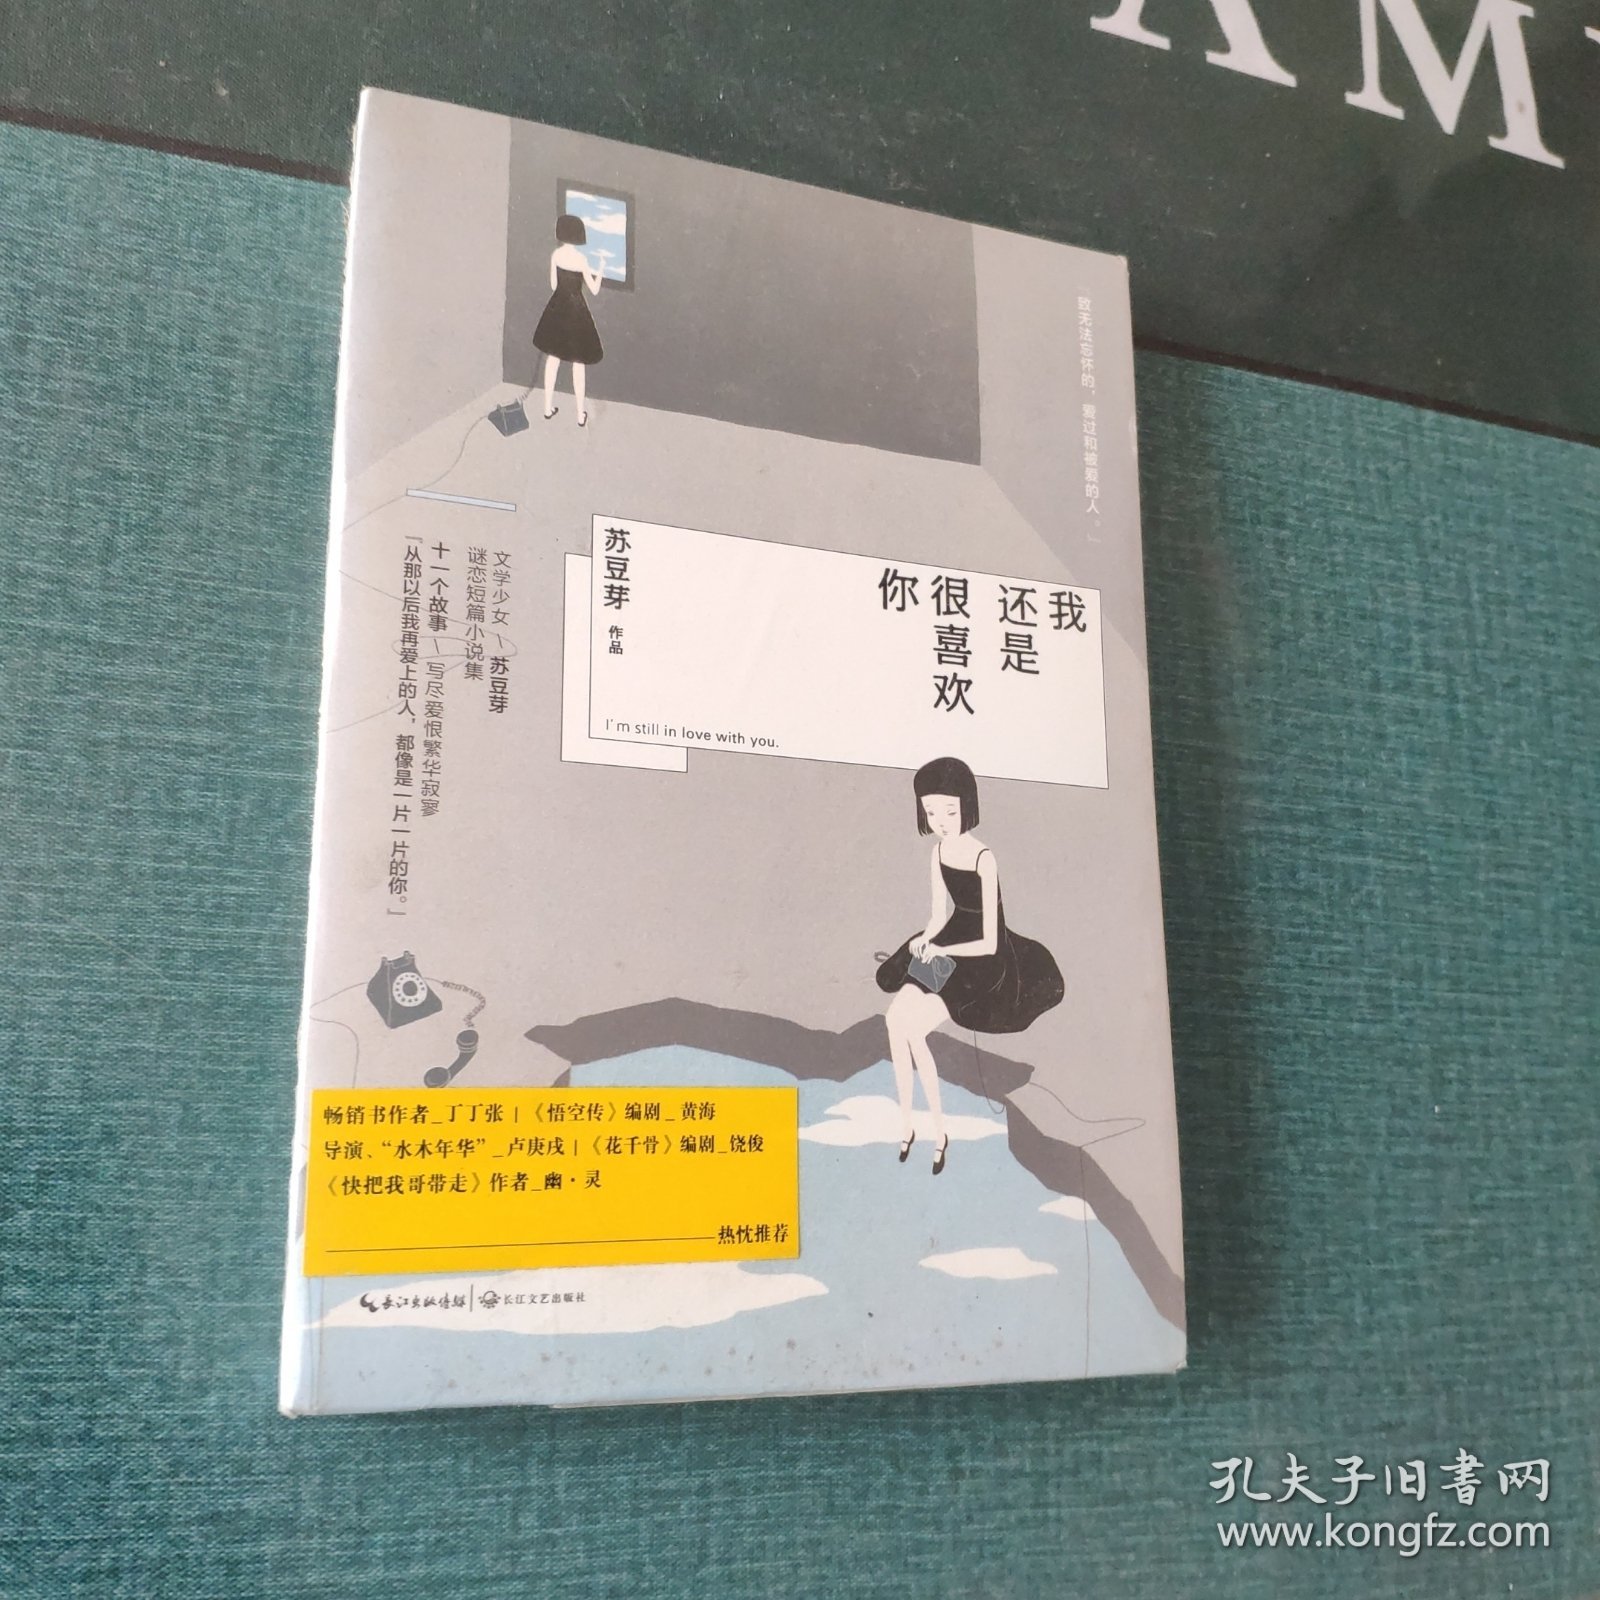 AM
「致无法忘怀的，爱过和被爱的人。」
我
还是
很喜欢
你
苏豆芽 作品
I'm still in love with you.
文学少女 \ 苏豆芽
谜恋短篇小说集
十一个故事 \ 写尽爱恨繁华寂寥
「从那以后我再爱上的人，都像是一片一片的你。」
畅销书作者_丁丁张 | 《悟空传》编剧_黄海
导演、“水木年华”_卢庚戌 | 《花千骨》编剧_饶俊
《快把我哥带走》作者_幽·灵
热忱推荐
长江出版传媒 | 长江文艺出版社
孔夫子旧书网
www.kongfz.com